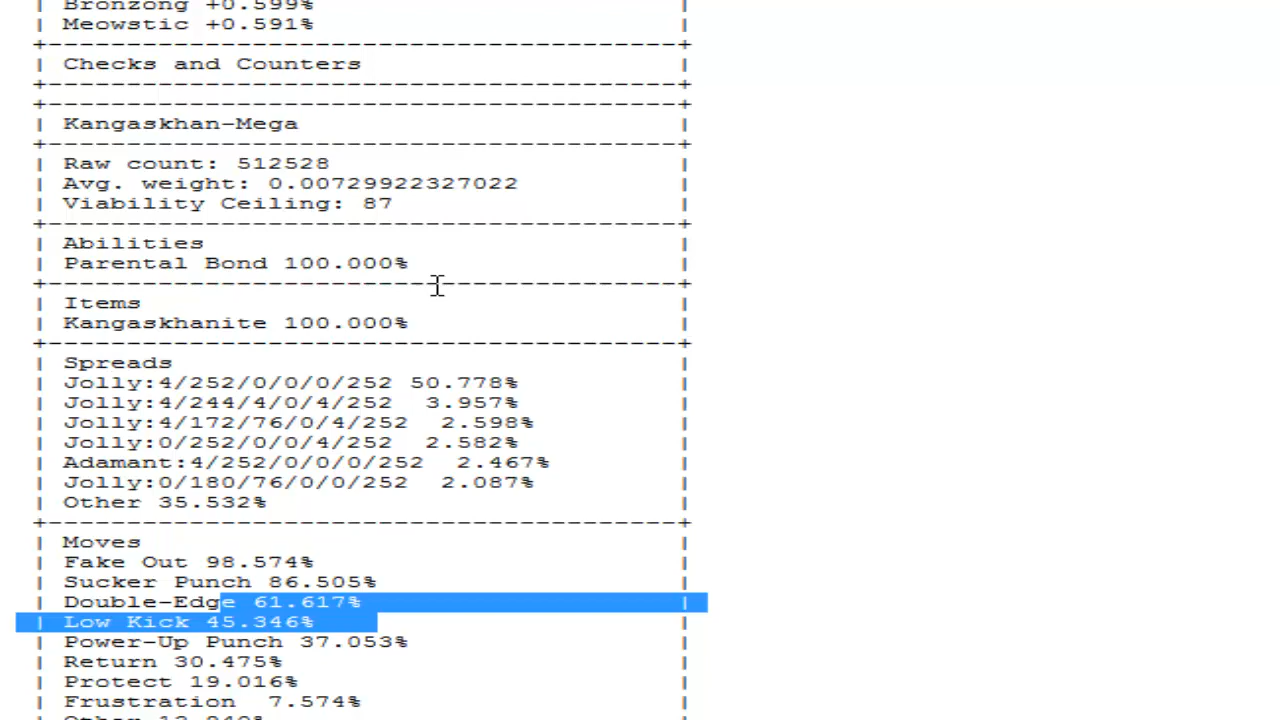 Bronzong +0.599%
| Meowstic +0.591% |
+----------------------------------------+
| Checks and Counters |
+----------------------------------------+
+----------------------------------------+
| Kangaskhan-Mega |
+----------------------------------------+
| Raw count: 512528 |
| Avg. weight: 0.00729922327022 |
| Viability Ceiling: 87 |
+----------------------------------------+
| Abilities |
| Parental Bond 100.000% |
+----------------------------------------+
| Items |
| Kangaskhanite 100.000% |
+----------------------------------------+
| Spreads |
| Jolly:4/252/0/0/0/252 50.778% |
| Jolly:4/244/4/0/4/252 3.957% |
| Jolly:4/172/76/0/4/252 2.598% |
| Jolly:0/252/0/0/4/252 2.582% |
| Adamant:4/252/0/0/0/252 2.467% |
| Jolly:0/180/76/0/0/252 2.087% |
| Other 35.532% |
+----------------------------------------+
| Moves |
| Fake Out 98.574% |
| Sucker Punch 86.505% |
| Double-Edge 61.617% |
| Low Kick 45.346% |
| Power-Up Punch 37.053% |
| Return 30.475% |
| Protect 19.016% |
| Frustration 7.574% |
| Other